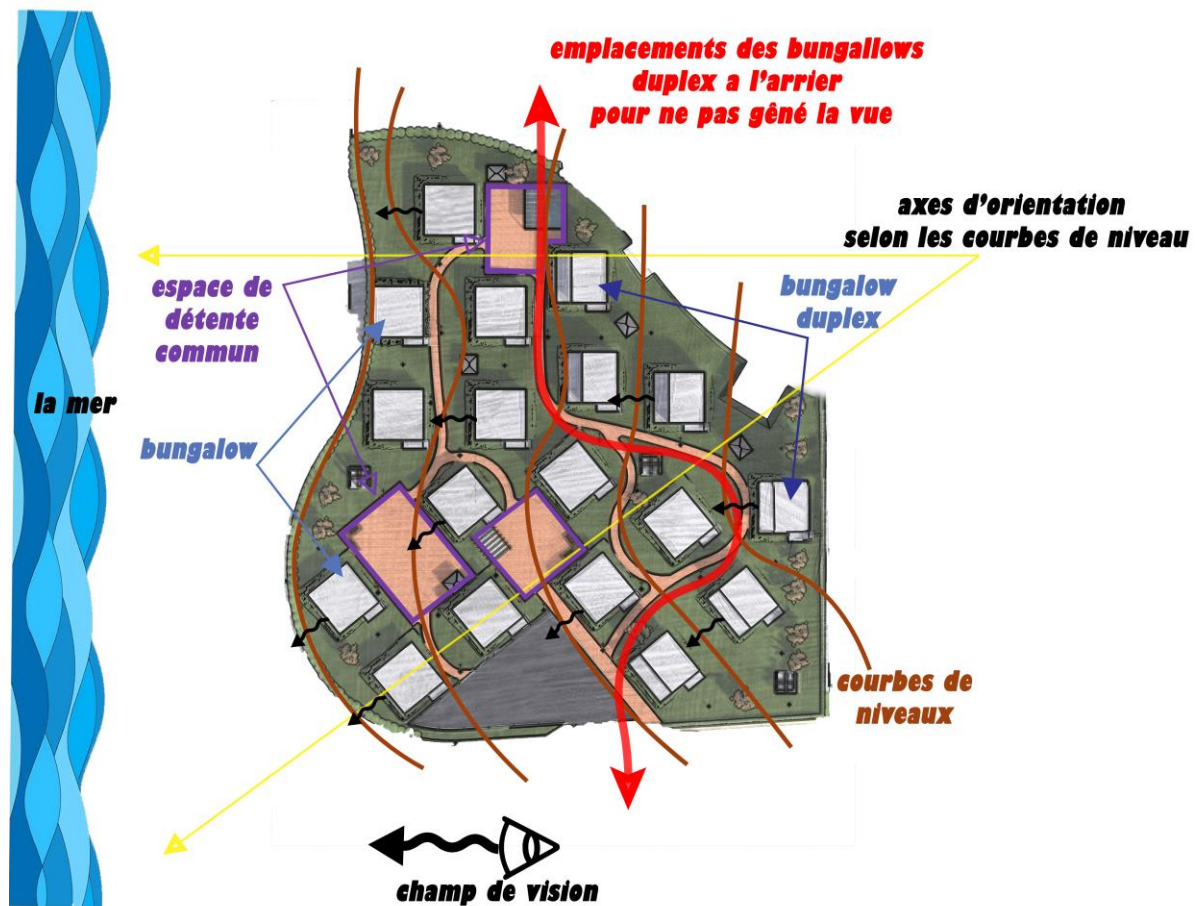 emplacements des bungallows
duplex a l'arrier
pour ne pas gêné la vue
axes d'orientation
selon les courbes de niveau
espace de
détente
commun
bungalow
duplex
la mer
bungalow
courbes de
niveaux
champ de vision